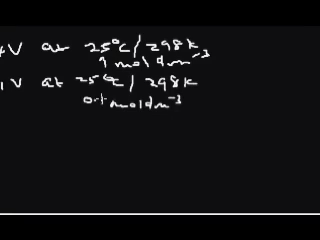 V at 25°C/298K
1 mol dm⁻³
V at 25°C/298K
0.1 mol dm⁻³